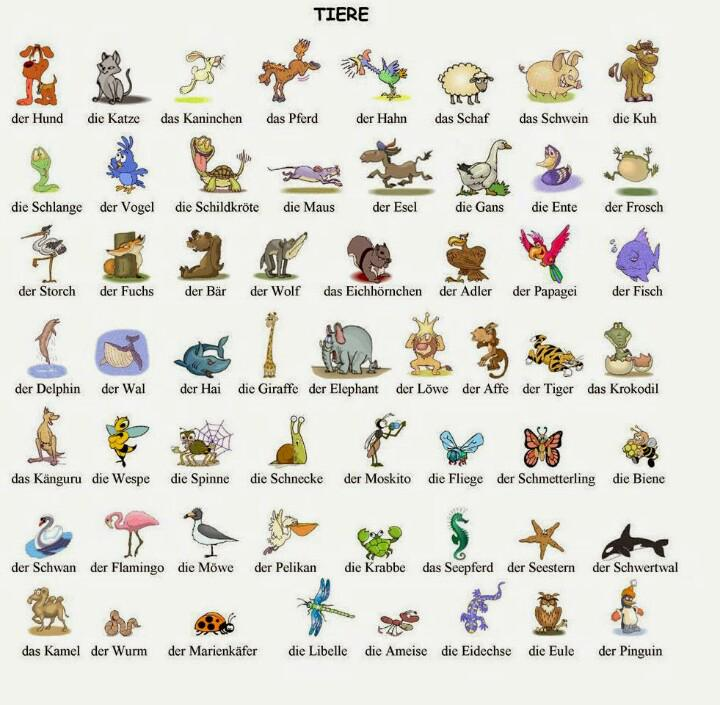 TIERE
der Hund die Katze das Kaninchen das Pferd der Hahn das Schaf das Schwein die Kuh
die Schlange der Vogel die Schildkröte die Maus der Esel die Gans die Ente der Frosch
der Storch der Fuchs der Bär der Wolf das Eichhörnchen der Adler der Papagei der Fisch
der Delphin der Wal der Hai die Giraffe der Elephant der Löwe der Affe der Tiger das Krokodil
das Känguru die Wespe die Spinne die Schnecke der Moskito die Fliege der Schmetterling die Biene
der Schwan der Flamingo die Möwe der Pelikan die Krabbe das Seepferd der Seestern der Schwertwal
das Kamel der Wurm der Marienkäfer die Libelle die Ameise die Eidechse die Eule der Pinguin